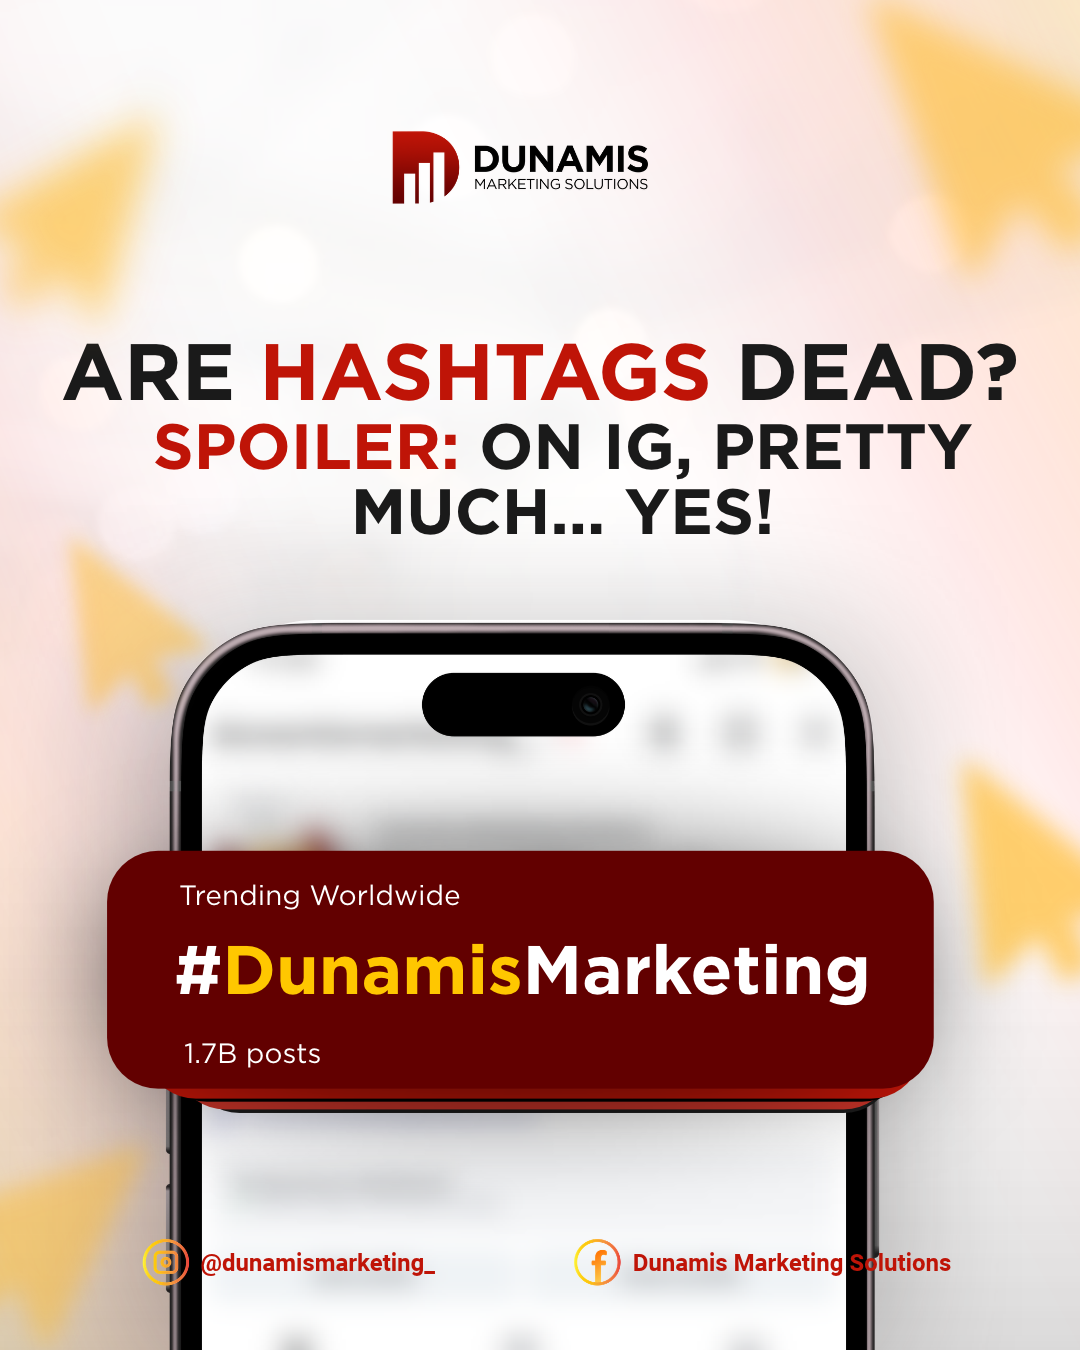 DUNAMIS
MARKETING SOLUTIONS
ARE HASHTAGS DEAD?
SPOILER: ON IG, PRETTY
MUCH... YES!
Trending Worldwide
#DunamisMarketing
1.7B posts
@dunamismarketing_
Dunamis Marketing Solutions